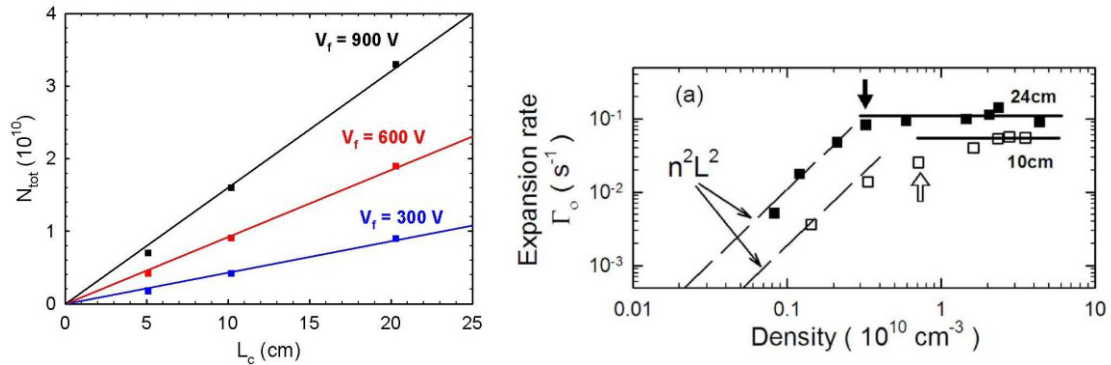 4
3
2
1
0
N_tot (10^10)
V_f = 900 V
V_f = 600 V
V_f = 300 V
0 5 10 15 20 25
L_c (cm)
(a)
24cm
10cm
n²L²
10^-1
10^-2
10^-3
Expansion rate
Γ_o ( s^-1)
0.01 0.1 1 10
Density ( 10^10 cm^-3)